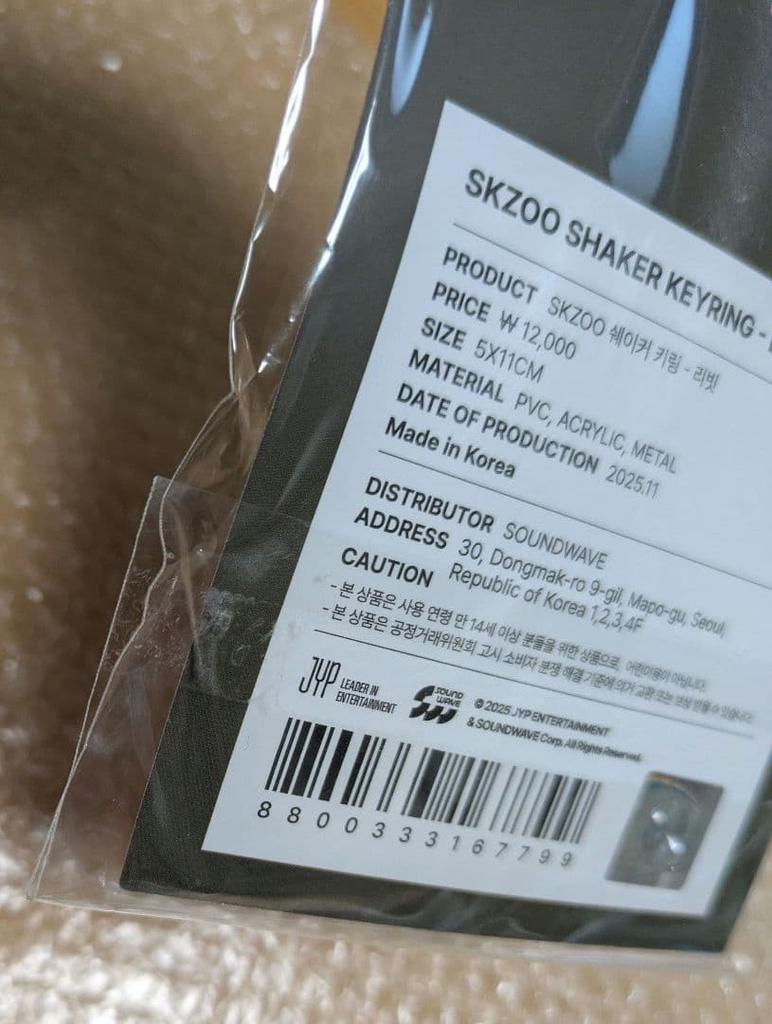 SKZOO SHAKER KEYRING -
PRODUCT SKZOO 쉐이커 키링 - 리빗
PRICE ₩ 12,000
SIZE 5X11CM
MATERIAL PVC, ACRYLIC, METAL
DATE OF PRODUCTION 2025.11
Made in Korea
DISTRIBUTOR SOUNDWAVE
ADDRESS 30, Dongmak-ro 9-gil, Mapo-gu, Seoul,
Republic of Korea 1,2,3,4F
CAUTION
- 본 상품은 사용 연령 만 14세 이상 분들을 위한 상품으로, 어린이용이 아닙니다.
- 본 상품은 공정거래위원회 고시 소비자 분쟁 해결 기준에 의거 교환 또는 보상 받을 수 있습니다.
JYP LEADER IN
ENTERTAINMENT
SOUND
WAVE
© 2025 JYP ENTERTAINMENT
& SOUNDWAVE Corp. All Rights Reserved.
8800333167799